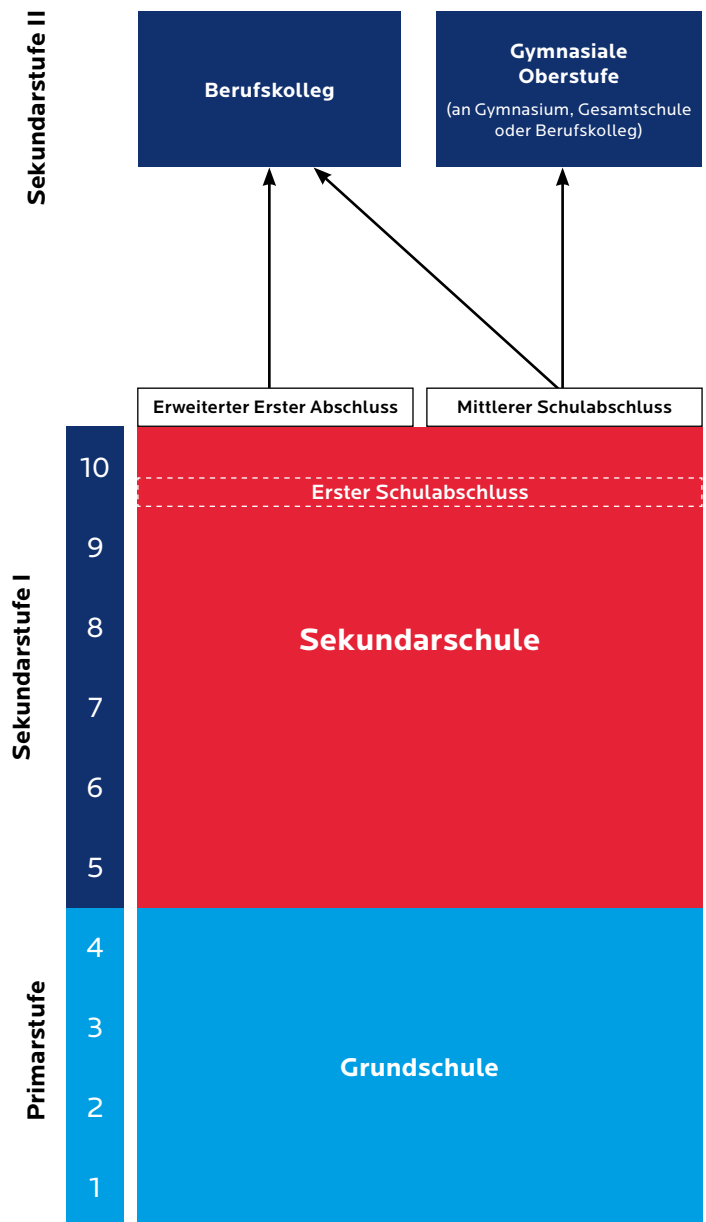 Sekundarstufe II
Berufskolleg
Gymnasiale
Oberstufe
(an Gymnasium, Gesamtschule
oder Berufskolleg)
Erweiterter Erster Abschluss
Mittlerer Schulabschluss
Sekundarstufe I
10
Erster Schulabschluss
9
8
Sekundarschule
7
6
5
Primarstufe
4
3
Grundschule
2
1